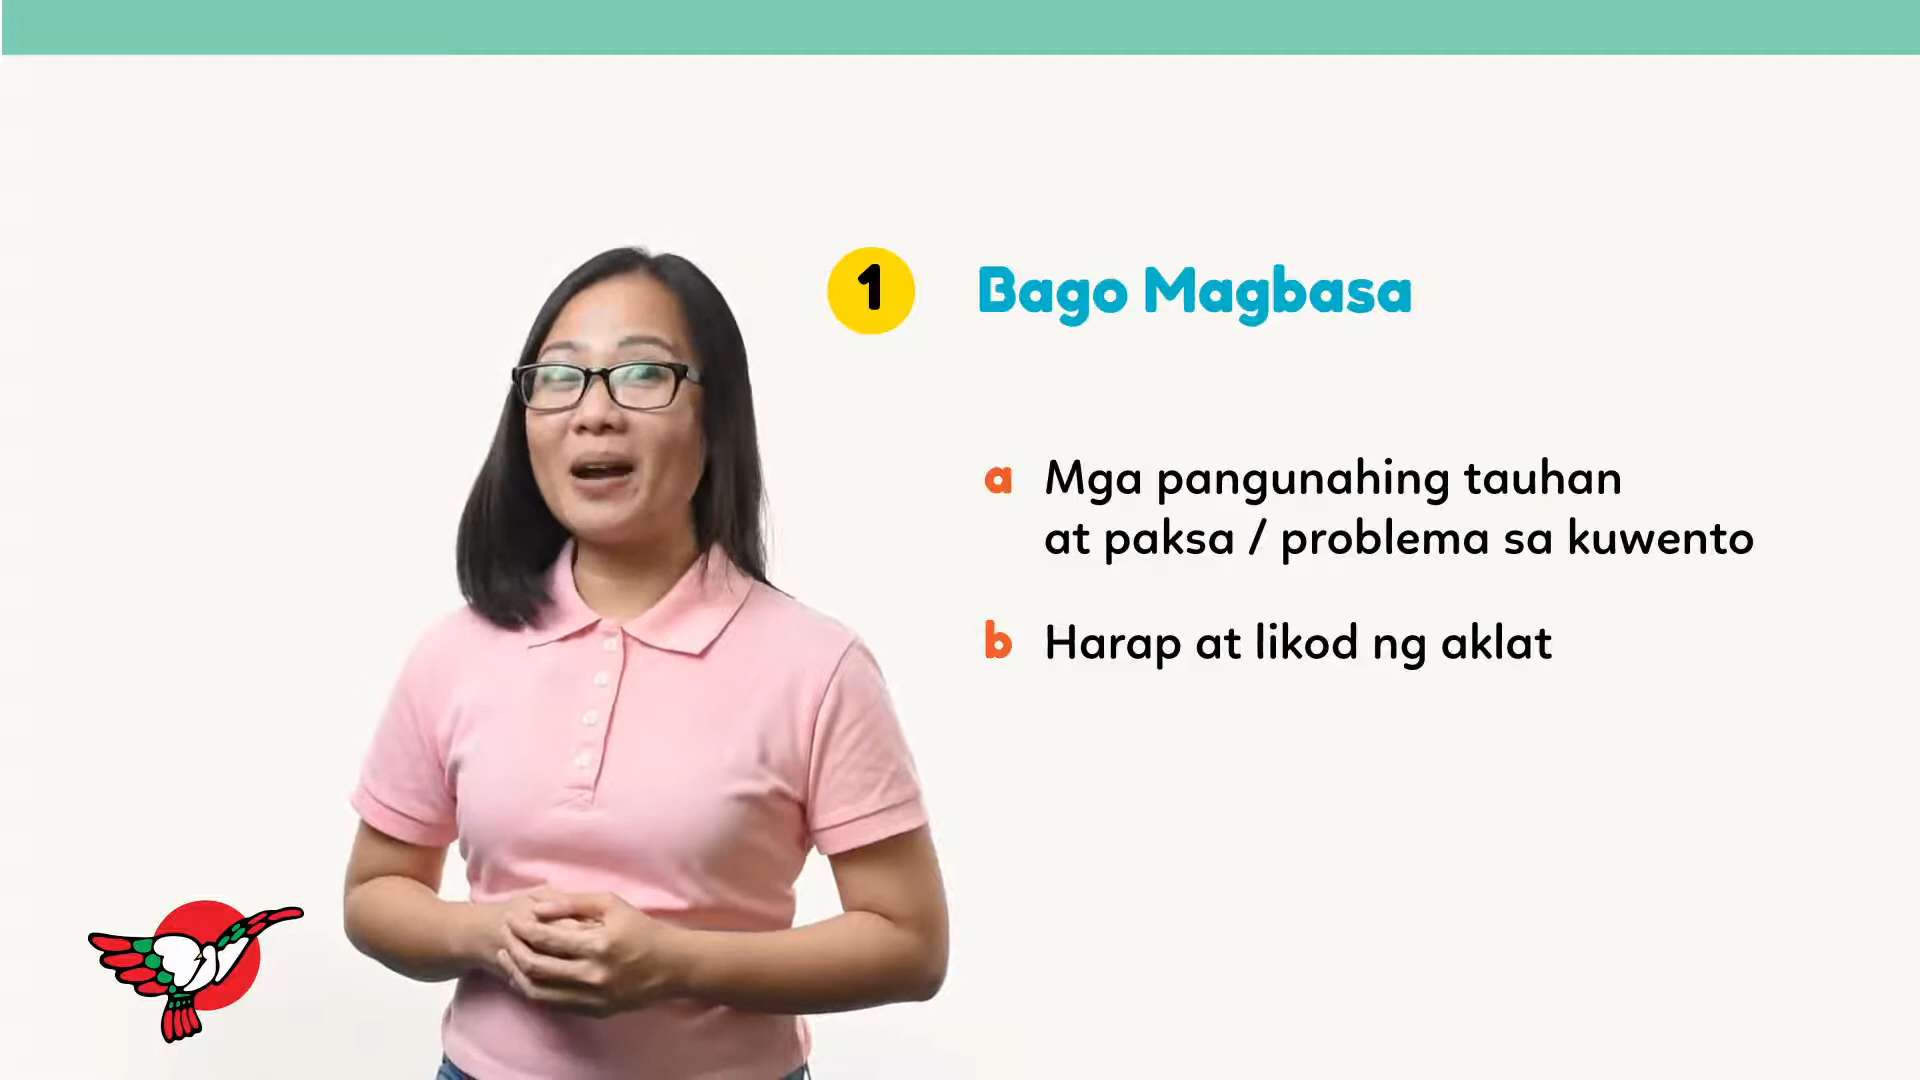 1 Bago Magbasa
a Mga pangunahing tauhan
at paksa / problema sa kuwento
b Harap at likod ng aklat